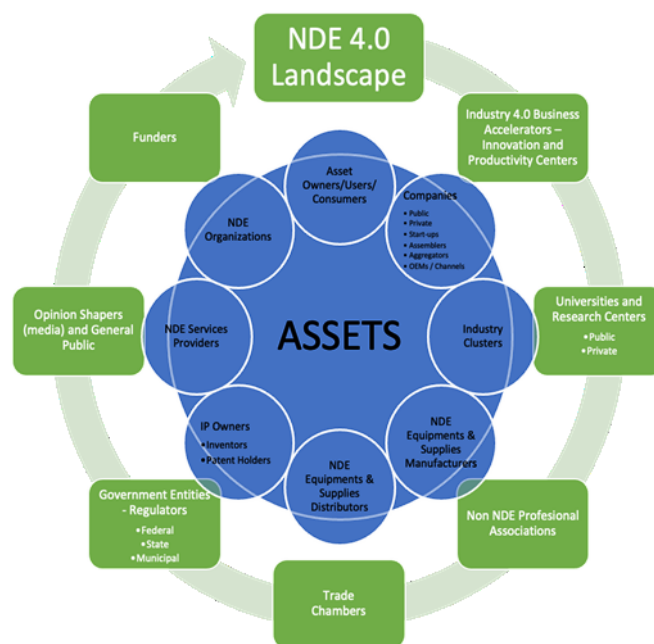 NDE 4.0
Landscape
Industry 4.0 Business
Accelerators –
Innovation and
Productivity Centers
Universities and
Research Centers
• Public
• Private
Non NDE Profesional
Associations
Trade
Chambers
Government Entities
- Regulators
• Federal
• State
• Municipal
Opinion Shapers
(media) and General
Public
Funders
Asset
Owners/Users/
Consumers
Companies
• Public
• Private
• Start-ups
• Assemblers
• Aggregators
• OEMs / Channels
Industry
Clusters
NDE
Equipments &
Supplies
Manufacturers
NDE
Equipments &
Supplies
Distributors
IP Owners
• Inventors
• Patent Holders
NDE Services
Providers
NDE
Organizations
ASSETS